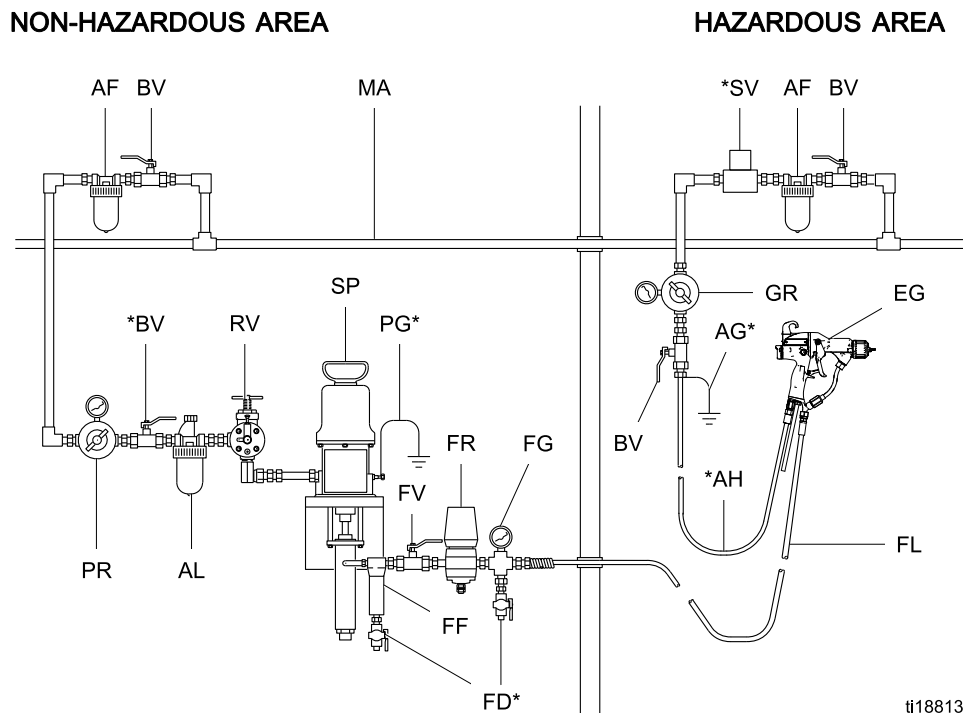 NON-HAZARDOUS AREA
HAZARDOUS AREA
AF BV
MA
*SV AF BV
SP
*BV RV
PG*
GR
EG
AG*
FR FG
BV
FV
*AH
PR AL
FL
FF
FD*
ti18813